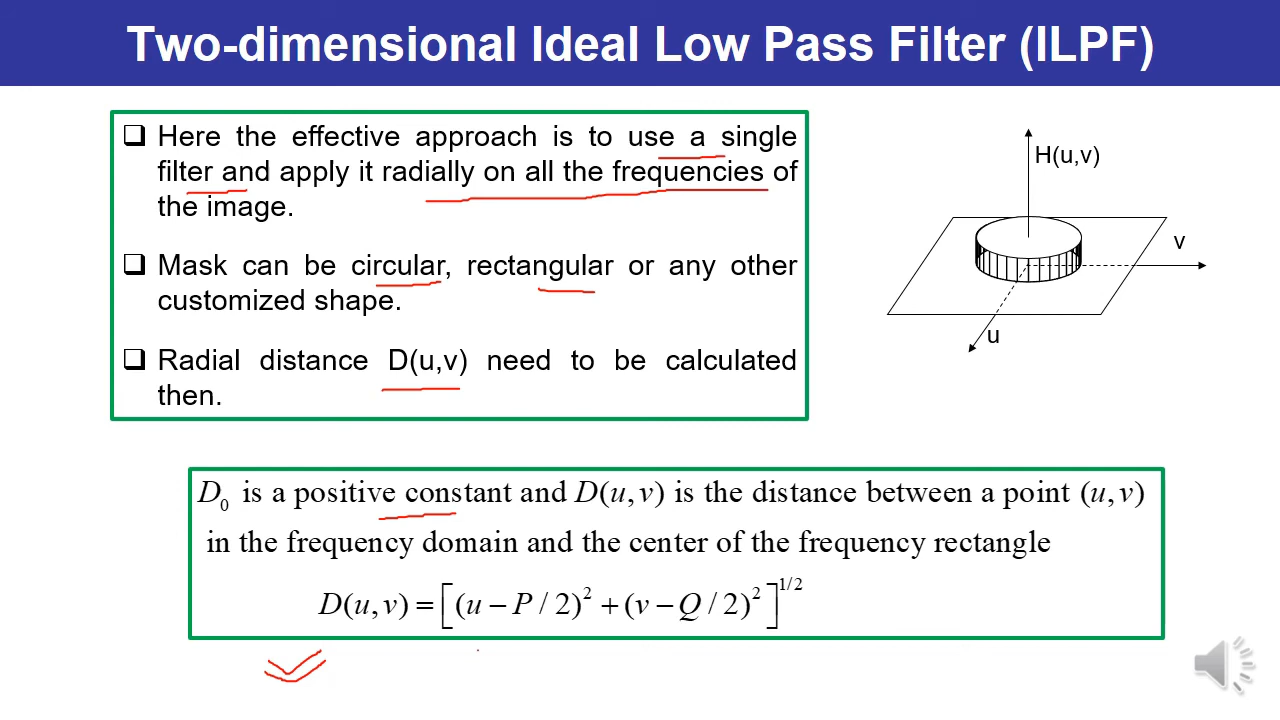 Two-dimensional Ideal Low Pass Filter (ILPF)
❑ Here the effective approach is to use a single
filter and apply it radially on all the frequencies of
the image.
❑ Mask can be circular, rectangular or any other
customized shape.
❑ Radial distance D(u,v) need to be calculated
then.
H(u,v)
v
u
D₀ is a positive constant and D(u, v) is the distance between a point (u, v)
in the frequency domain and the center of the frequency rectangle
D(u, v) = [(u − P / 2)² + (v − Q / 2)²]^1/2